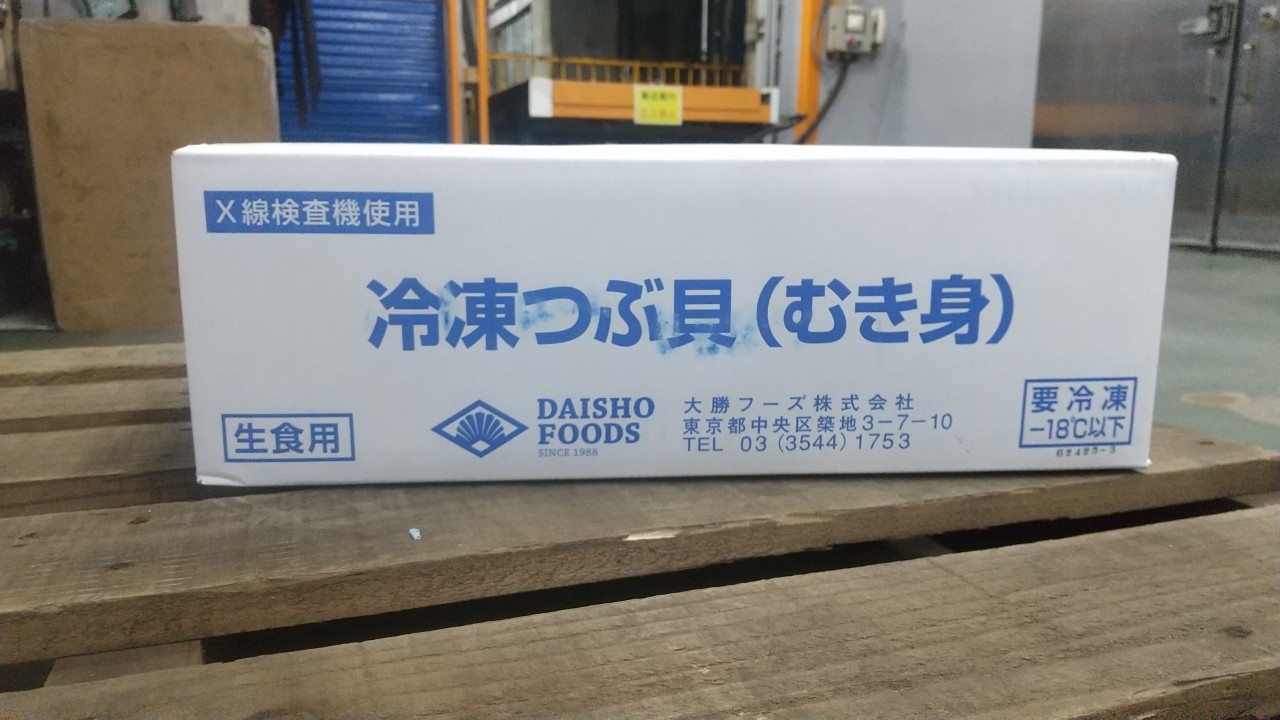 X線検査機使用
冷凍つぶ貝（むき身）
生食用
DAISHO
FOODS
SINCE 1988
大勝フーズ株式会社
東京都中央区築地3-7-10
TEL 03 (3544) 1753
要冷凍
-18℃以下
62423-3